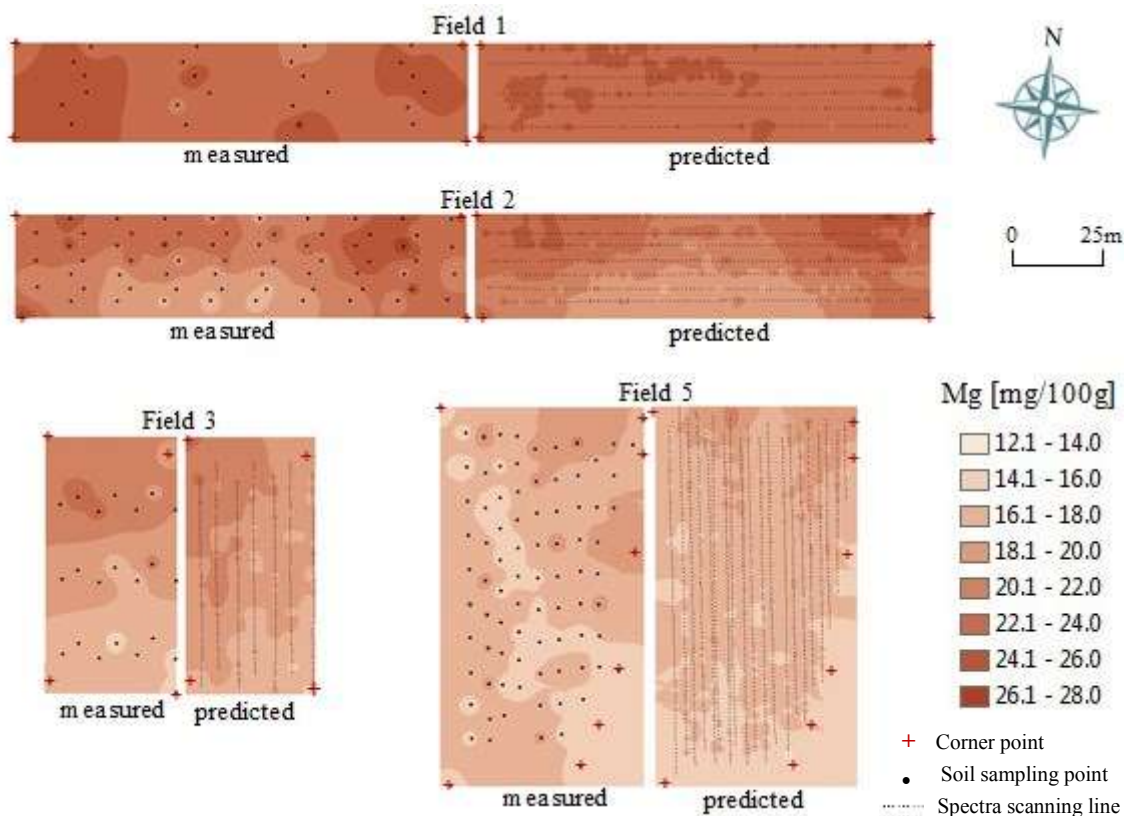 Field 1
N
measured
predicted
Field 2
0 25m
measured
predicted
Field 3
Field 5
measured
predicted
measured
predicted
Mg [mg/100g]
12.1 - 14.0
14.1 - 16.0
16.1 - 18.0
18.1 - 20.0
20.1 - 22.0
22.1 - 24.0
24.1 - 26.0
26.1 - 28.0
Corner point
Soil sampling point
Spectra scanning line